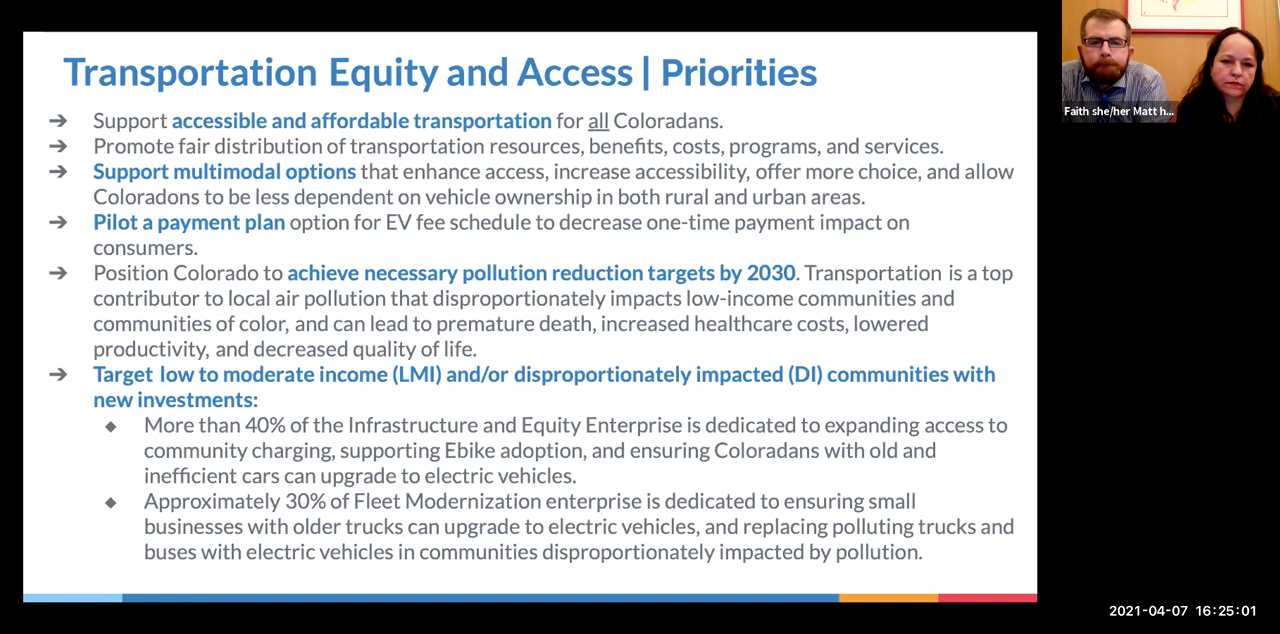 Transportation Equity and Access | Priorities
➔ Support accessible and affordable transportation for all Coloradans.
➔ Promote fair distribution of transportation resources, benefits, costs, programs, and services.
➔ Support multimodal options that enhance access, increase accessibility, offer more choice, and allow
Coloradons to be less dependent on vehicle ownership in both rural and urban areas.
➔ Pilot a payment plan option for EV fee schedule to decrease one-time payment impact on
consumers.
➔ Position Colorado to achieve necessary pollution reduction targets by 2030. Transportation is a top
contributor to local air pollution that disproportionately impacts low-income communities and
communities of color, and can lead to premature death, increased healthcare costs, lowered
productivity, and decreased quality of life.
➔ Target low to moderate income (LMI) and/or disproportionately impacted (DI) communities with
new investments:
◆ More than 40% of the Infrastructure and Equity Enterprise is dedicated to expanding access to
community charging, supporting Ebike adoption, and ensuring Coloradans with old and
inefficient cars can upgrade to electric vehicles.
◆ Approximately 30% of Fleet Modernization enterprise is dedicated to ensuring small
businesses with older trucks can upgrade to electric vehicles, and replacing polluting trucks and
buses with electric vehicles in communities disproportionately impacted by pollution.
Faith she/her Matt h...
2021-04-07 16:25:01